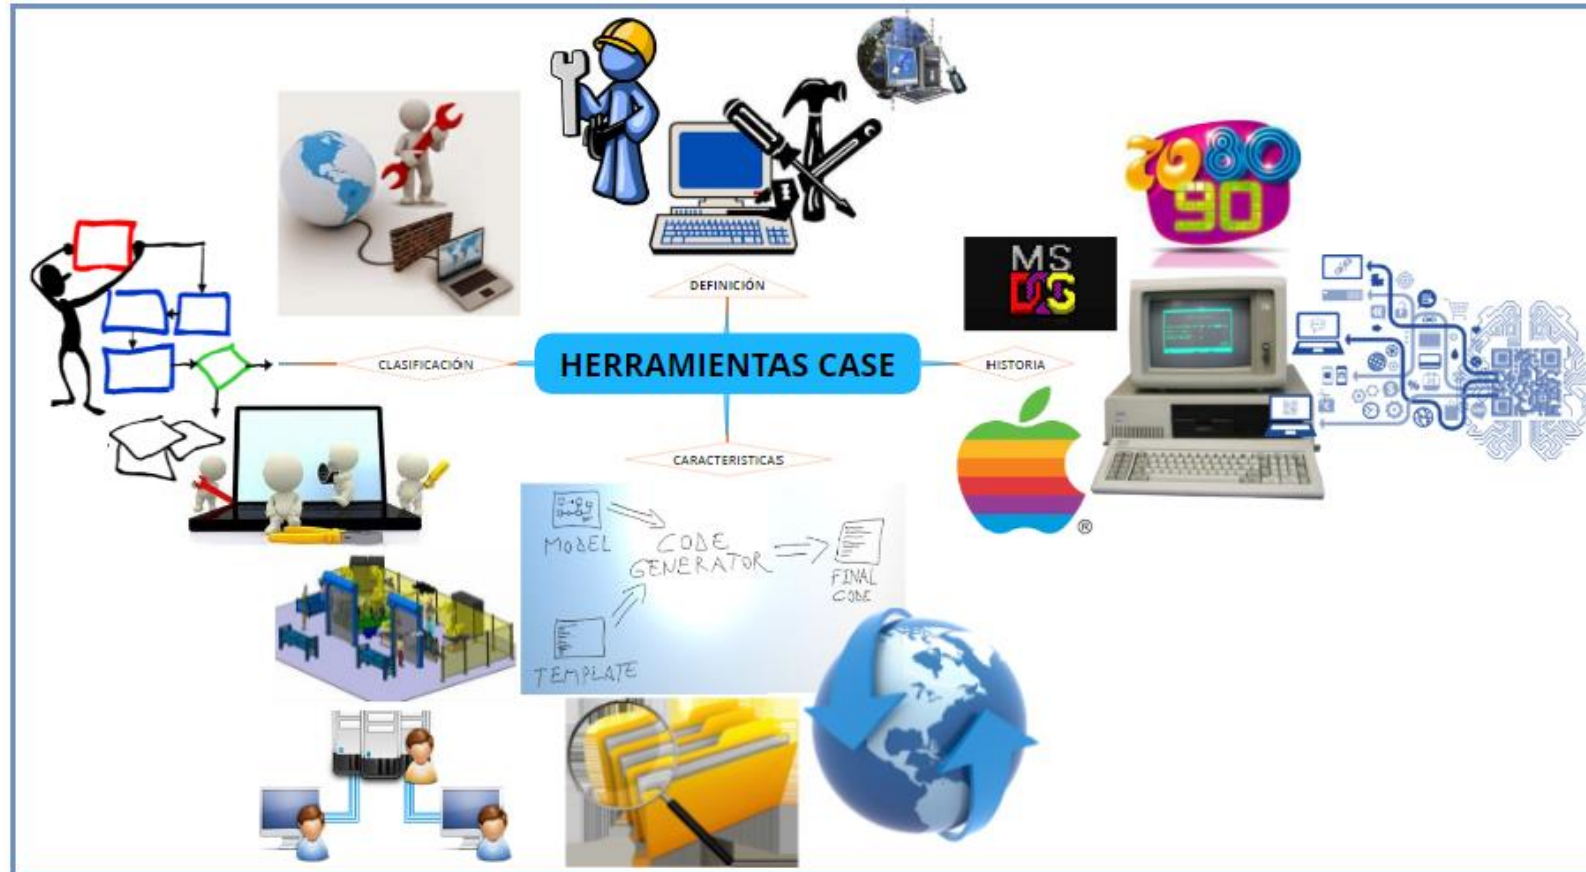 70 80
90
MS
DOS
DEFINICIÓN
CLASIFICACIÓN
HERRAMIENTAS CASE
HISTORIA
®
CARACTERISTICAS
MODEL
CODE
GENERATOR
FINAL
CODE
TEMPLATE